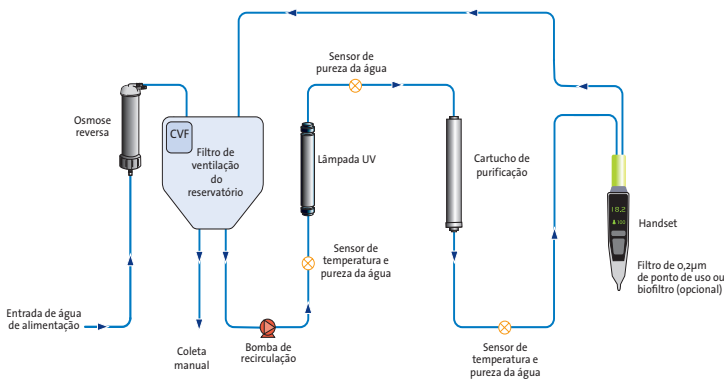 Entrada de água
de alimentação
Osmose
reversa
CVF
Filtro de
ventilação
do
reservatório
Coleta
manual
Bomba de
recirculação
Sensor de
temperatura e
pureza da água
Lâmpada UV
Sensor de
pureza da água
Cartucho de
purificação
Sensor de
temperatura e
pureza da água
18.2
100
Handset
Filtro de 0,2µm
de ponto de uso ou
biofiltro (opcional)